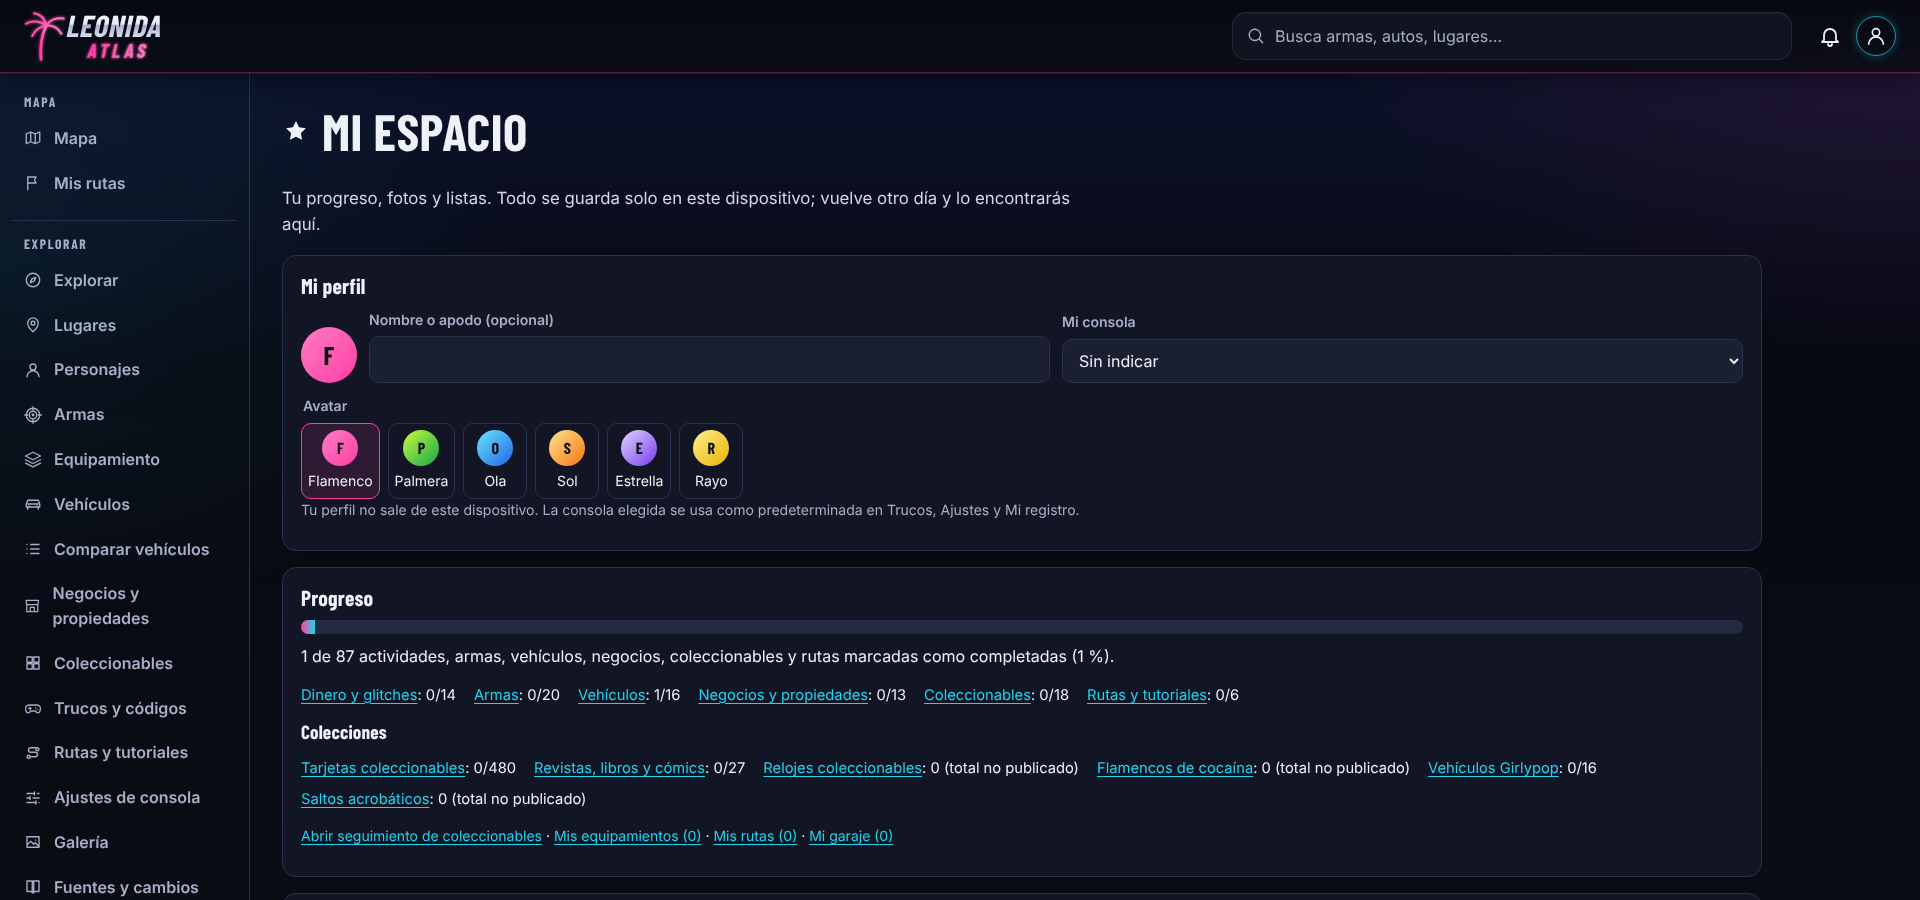 LEONIDA
ATLAS
Busca armas, autos, lugares...
MAPA
Mapa
Mis rutas
EXPLORAR
Explorar
Lugares
Personajes
Armas
Equipamiento
Vehículos
Comparar vehículos
Negocios y
propiedades
Coleccionables
Trucos y códigos
Rutas y tutoriales
Ajustes de consola
Galería
Fuentes y cambios
MI ESPACIO
Tu progreso, fotos y listas. Todo se guarda solo en este dispositivo; vuelve otro día y lo encontrarás
aquí.
Mi perfil
F
Nombre o apodo (opcional)
Mi consola
Sin indicar
Avatar
F P O S E R
Flamenco Palmera Ola Sol Estrella Rayo
Tu perfil no sale de este dispositivo. La consola elegida se usa como predeterminada en Trucos, Ajustes y Mi registro.
Progreso
1 de 87 actividades, armas, vehículos, negocios, coleccionables y rutas marcadas como completadas (1 %).
Dinero y glitches: 0/14 Armas: 0/20 Vehículos: 1/16 Negocios y propiedades: 0/13 Coleccionables: 0/18 Rutas y tutoriales: 0/6
Colecciones
Tarjetas coleccionables: 0/480 Revistas, libros y cómics: 0/27 Relojes coleccionables: 0 (total no publicado) Flamencos de cocaína: 0 (total no publicado) Vehículos Girlypop: 0/16
Saltos acrobáticos: 0 (total no publicado)
Abrir seguimiento de coleccionables · Mis equipamientos (0) · Mis rutas (0) · Mi garaje (0)